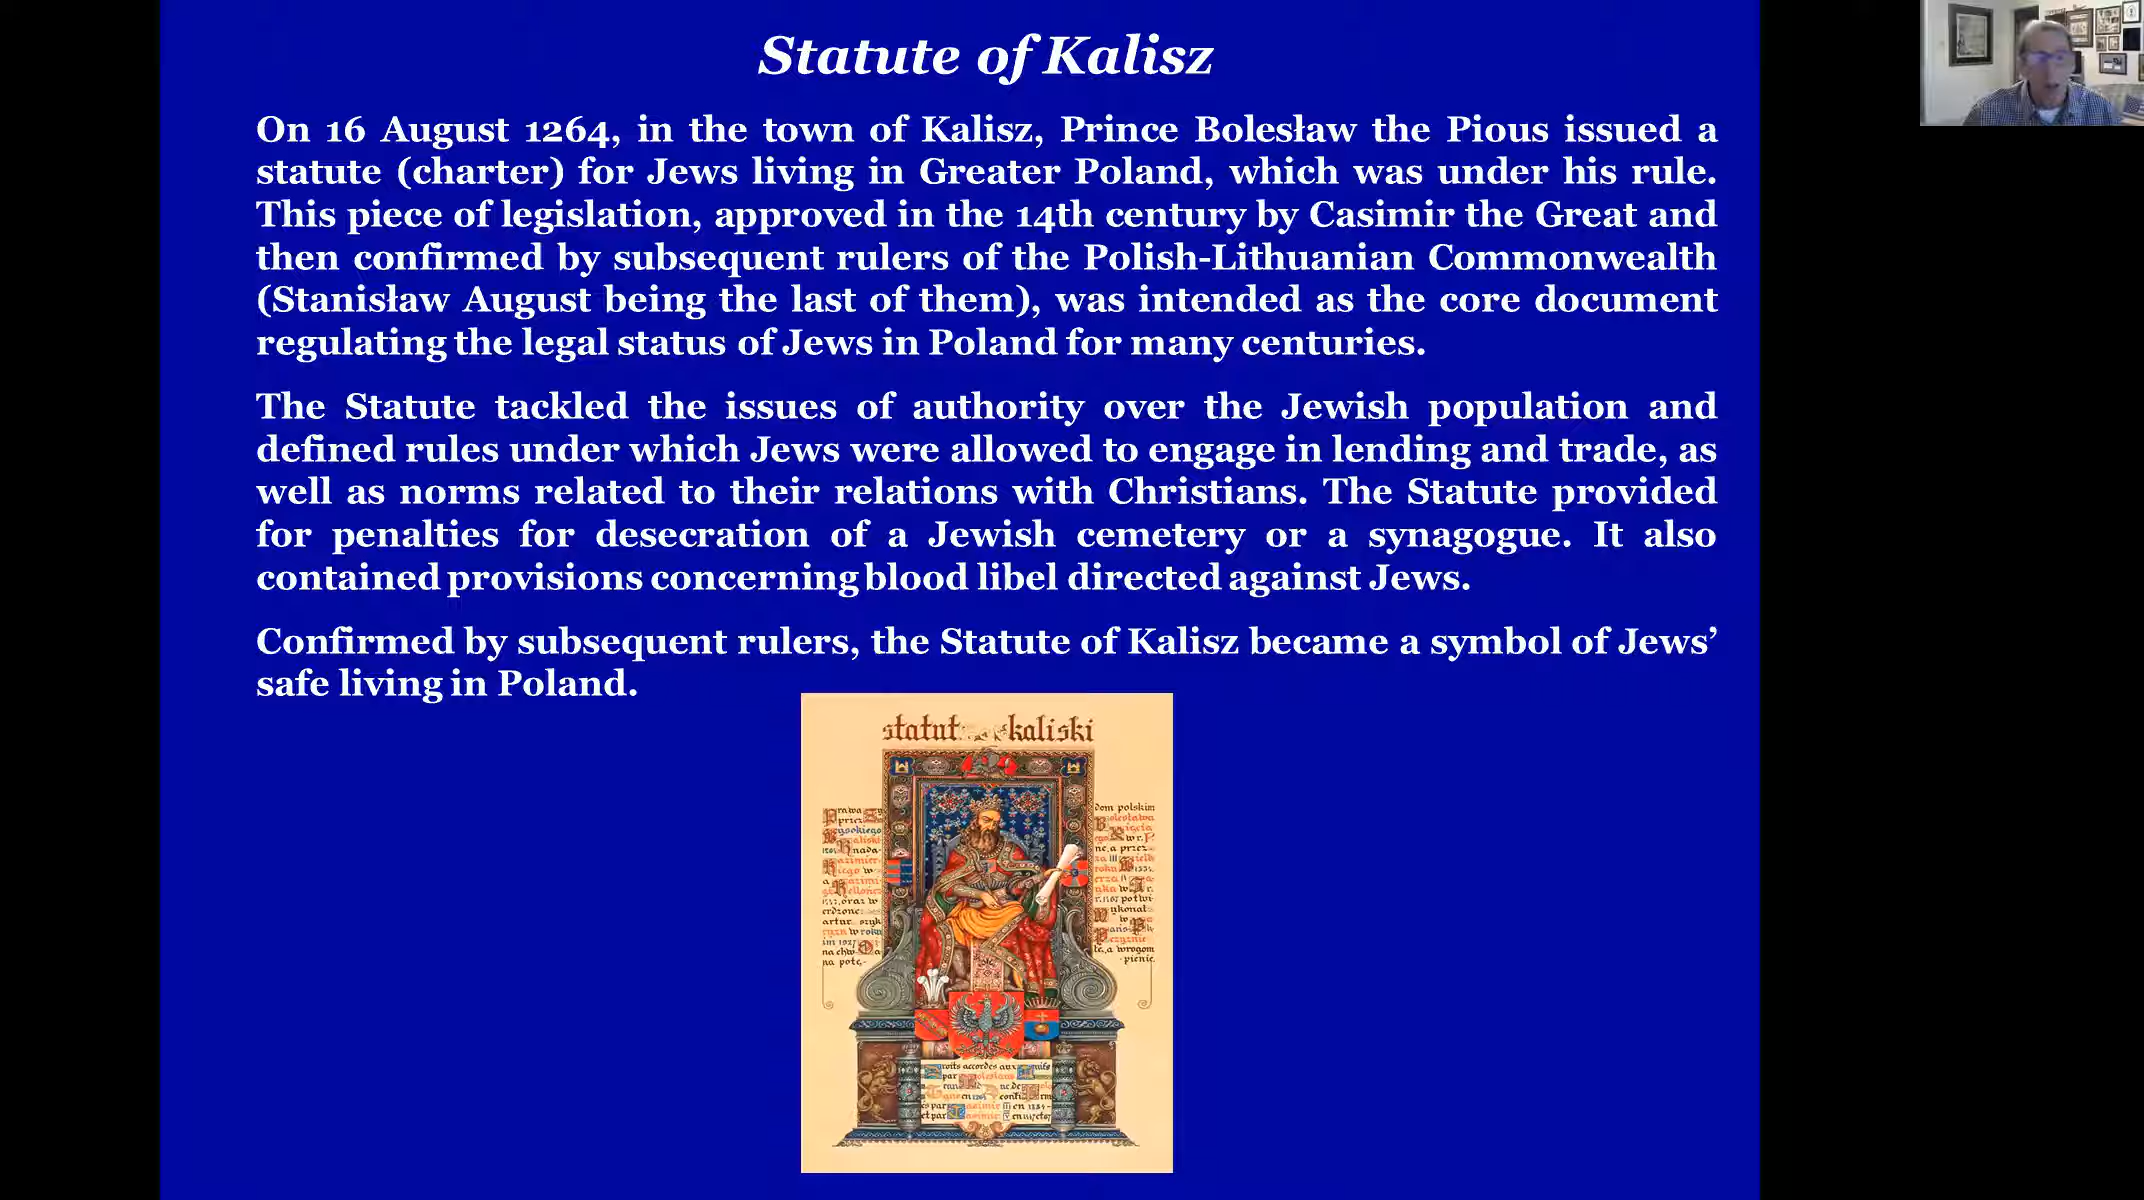 Statute of Kalisz
On 16 August 1264, in the town of Kalisz, Prince Bolesław the Pious issued a
statute (charter) for Jews living in Greater Poland, which was under his rule.
This piece of legislation, approved in the 14th century by Casimir the Great and
then confirmed by subsequent rulers of the Polish-Lithuanian Commonwealth
(Stanisław August being the last of them), was intended as the core document
regulating the legal status of Jews in Poland for many centuries.
The Statute tackled the issues of authority over the Jewish population and
defined rules under which Jews were allowed to engage in lending and trade, as
well as norms related to their relations with Christians. The Statute provided
for penalties for desecration of a Jewish cemetery or a synagogue. It also
contained provisions concerning blood libel directed against Jews.
Confirmed by subsequent rulers, the Statute of Kalisz became a symbol of Jews’
safe living in Poland.
statut kaliski
dom polskim